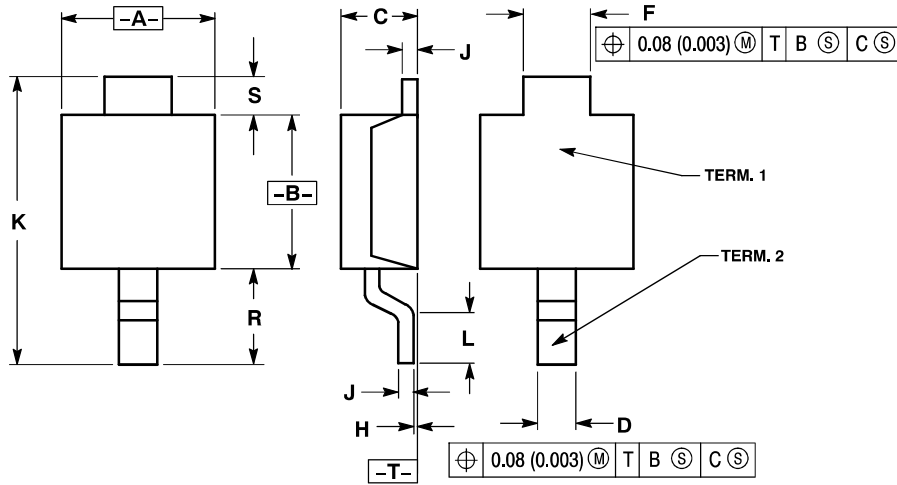 -A-
C
F
⌖ 0.08 (0.003) Ⓜ T B Ⓢ C Ⓢ
J
S
-B-
TERM. 1
K
TERM. 2
R
L
J
D
H
⌖ 0.08 (0.003) Ⓜ T B Ⓢ C Ⓢ
-T-